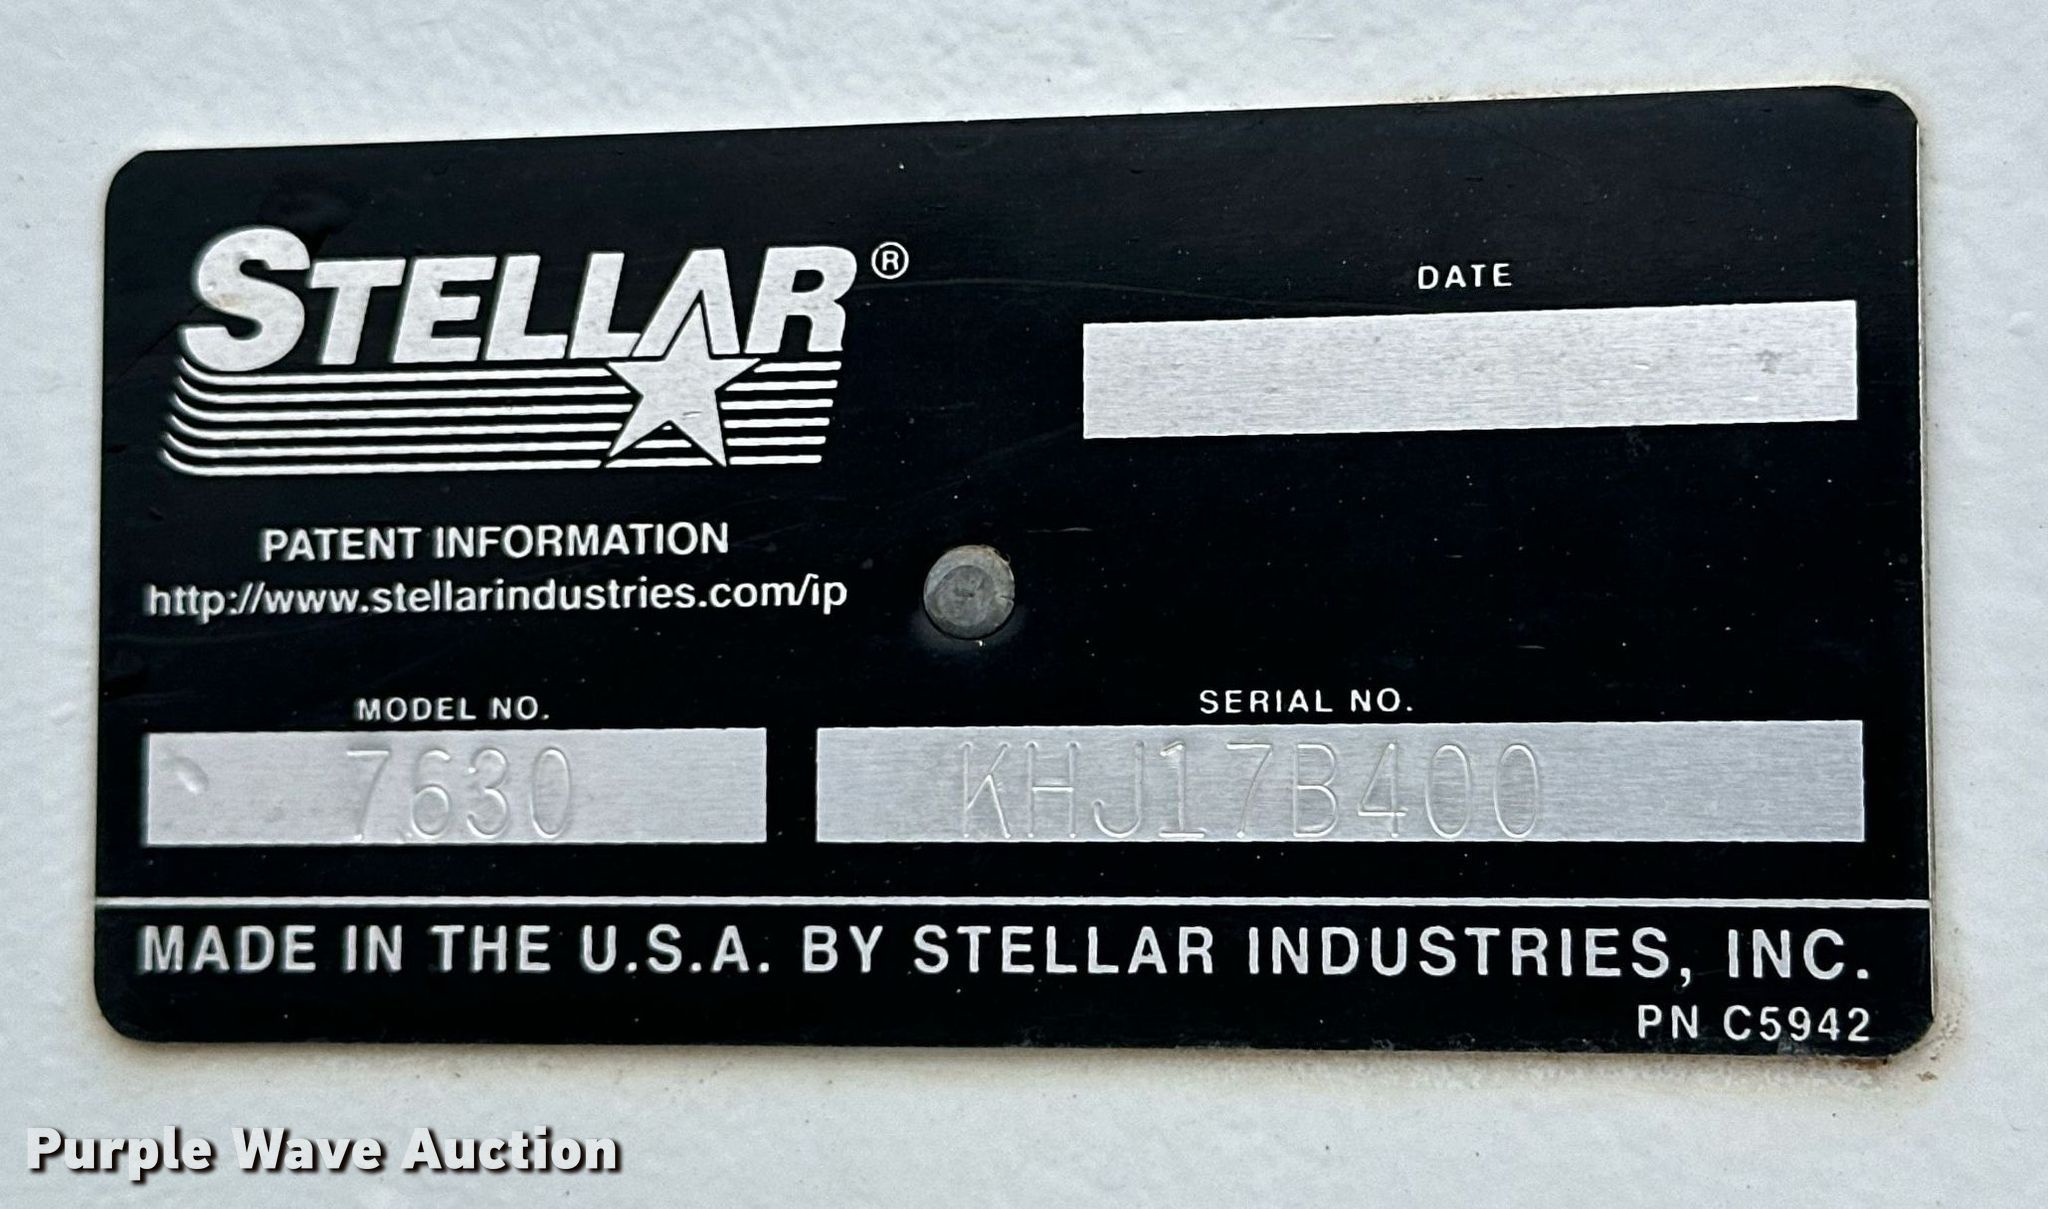 STELLAR®
DATE
PATENT INFORMATION
http://www.stellarindustries.com/ip
MODEL NO.
7630
SERIAL NO.
KHJ17B400
MADE IN THE U.S.A. BY STELLAR INDUSTRIES, INC.
PN C5942
Purple Wave Auction